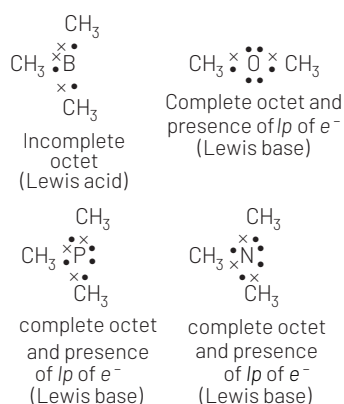 CH₃
CH₃ B
CH₃
Incomplete
octet
(Lewis acid)
CH₃ O CH₃
Complete octet and
presence of lp of e⁻
(Lewis base)
CH₃
CH₃ P
CH₃
complete octet
and presence
of lp of e⁻
(Lewis base)
CH₃
CH₃ N
CH₃
complete octet
and presence
of lp of e⁻
(Lewis base)